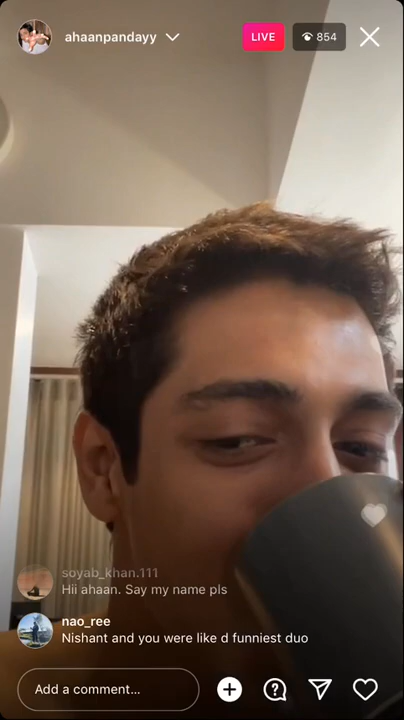 ahaanpandayy
LIVE
854
soyab_khan.111
Hii ahaan. Say my name pls
nao_ree
Nishant and you were like d funniest duo
Add a comment...